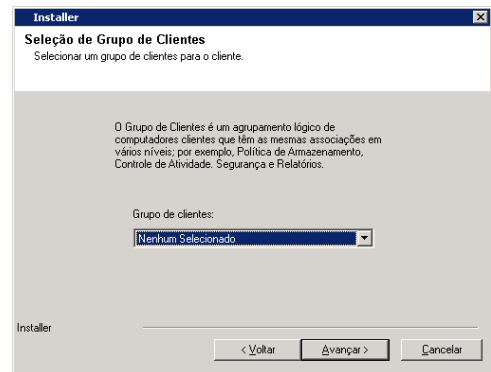 Installer
Seleção de Grupo de Clientes
Selecionar um grupo de clientes para o cliente.
O Grupo de Clientes é um agrupamento lógico de
computadores clientes que têm as mesmas associações em
vários níveis; por exemplo, Política de Armazenamento,
Controle de Atividade. Segurança e Relatórios.
Grupo de clientes:
Nenhum Selecionado
Installer
< Voltar Avançar > Cancelar